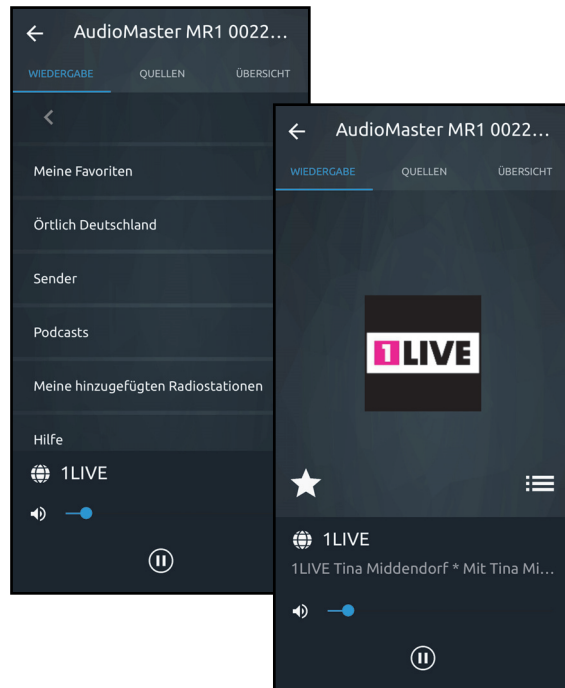 AudioMaster MR1 0022...
WIEDERGABE QUELLEN ÜBERSICHT
Meine Favoriten
Örtlich Deutschland
Sender
Podcasts
Meine hinzugefügten Radiostationen
Hilfe
1LIVE
AudioMaster MR1 0022...
WIEDERGABE QUELLEN ÜBERSICHT
1LIVE
1LIVE
1LIVE Tina Middendorf * Mit Tina Mi...